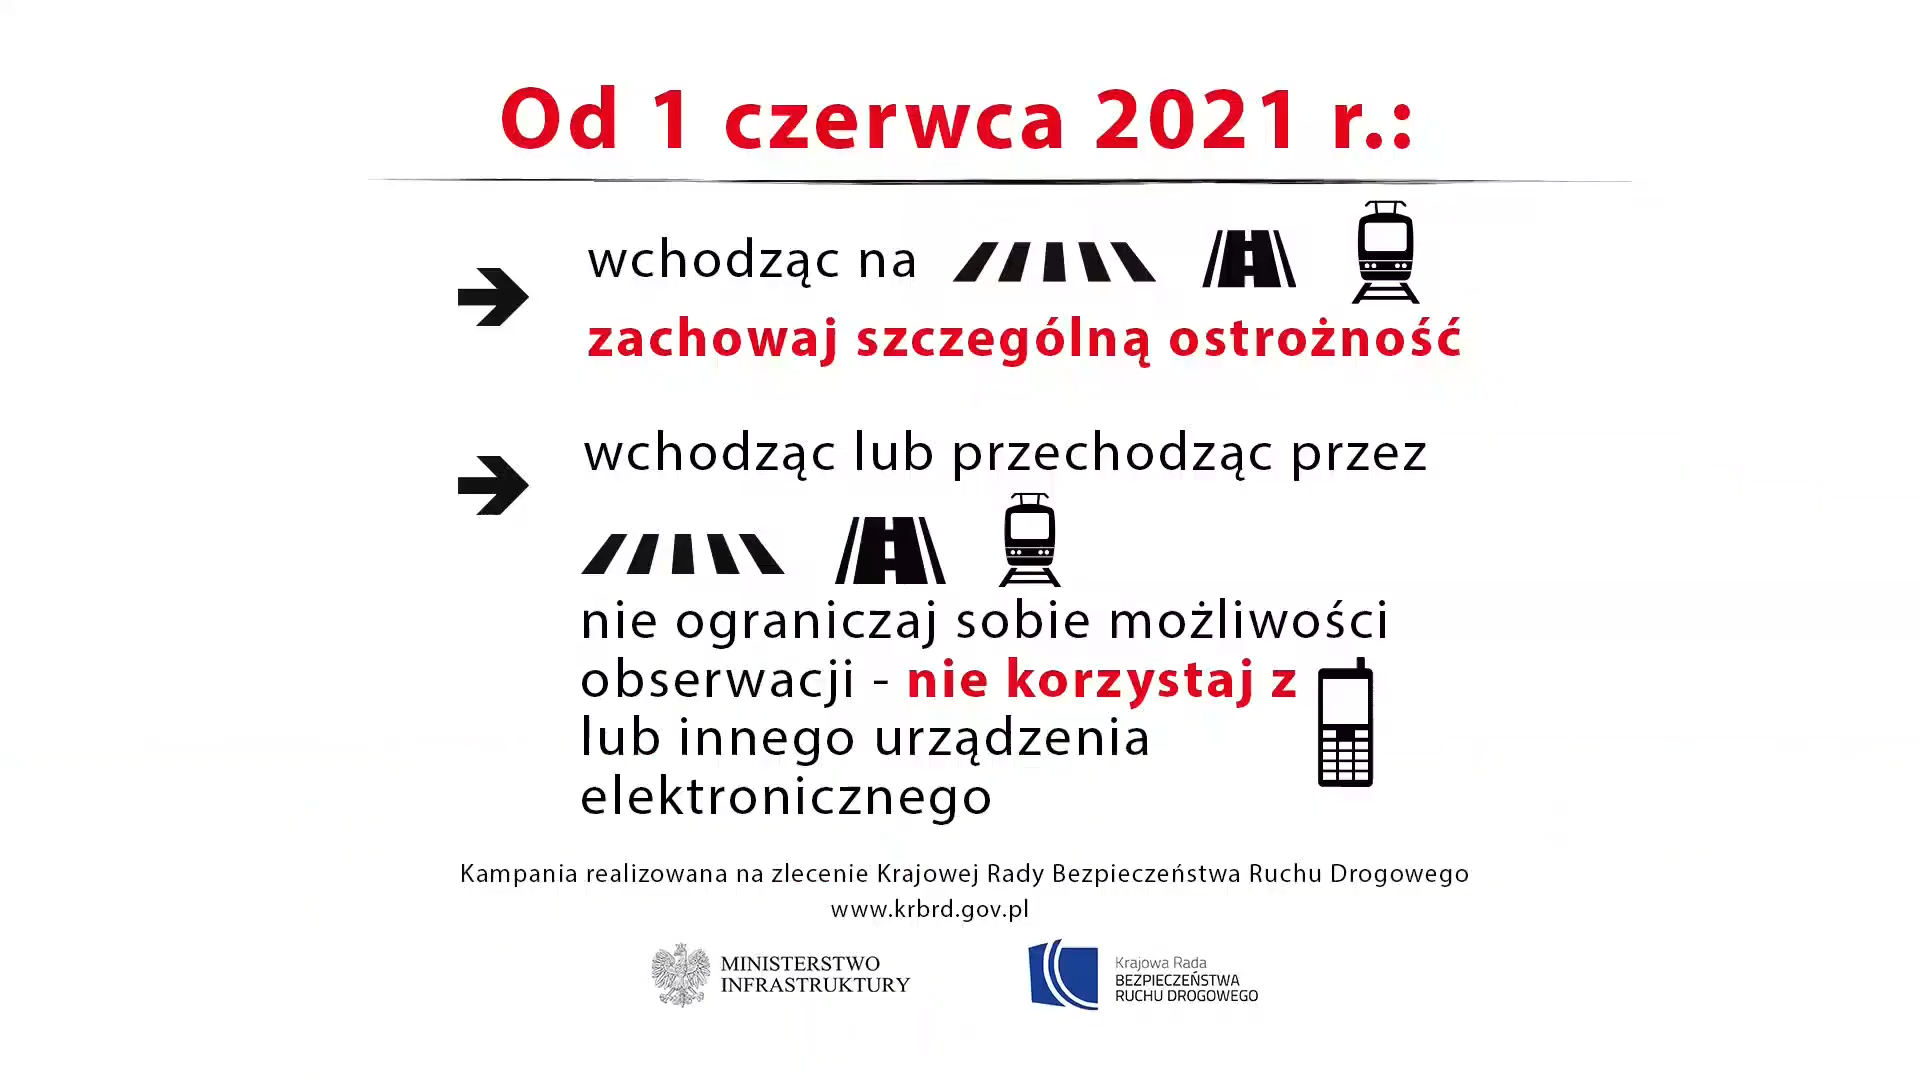 Od 1 czerwca 2021 r.:
wchodząc na
zachowaj szczególną ostrożność
wchodząc lub przechodząc przez
nie ograniczaj sobie możliwości
obserwacji - nie korzystaj z
lub innego urządzenia
elektronicznego
Kampania realizowana na zlecenie Krajowej Rady Bezpieczeństwa Ruchu Drogowego
www.krbrd.gov.pl
MINISTERSTWO
INFRASTRUKTURY
Krajowa Rada
BEZPIECZEŃSTWA
RUCHU DROGOWEGO